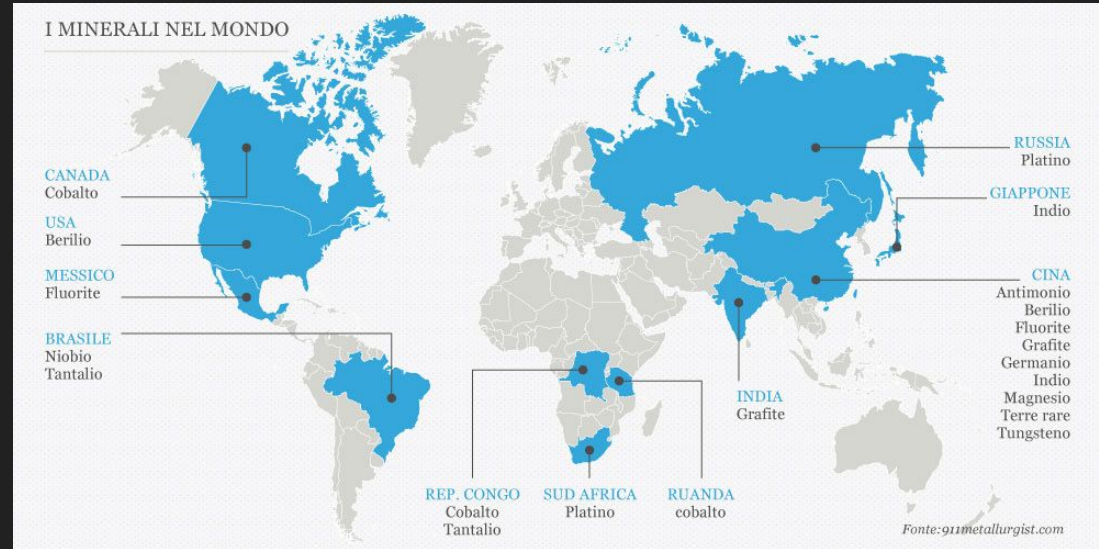 I MINERALI NEL MONDO
CANADA
Cobalto
USA
Berilio
MESSICO
Fluorite
BRASILE
Niobio
Tantalio
REP. CONGO
Cobalto
Tantalio
SUD AFRICA
Platino
RUANDA
cobalto
INDIA
Grafite
RUSSIA
Platino
GIAPPONE
Indio
CINA
Antimonio
Berilio
Fluorite
Grafite
Germanio
Indio
Magnesio
Terre rare
Tungsteno
Fonte:911metallurgist.com